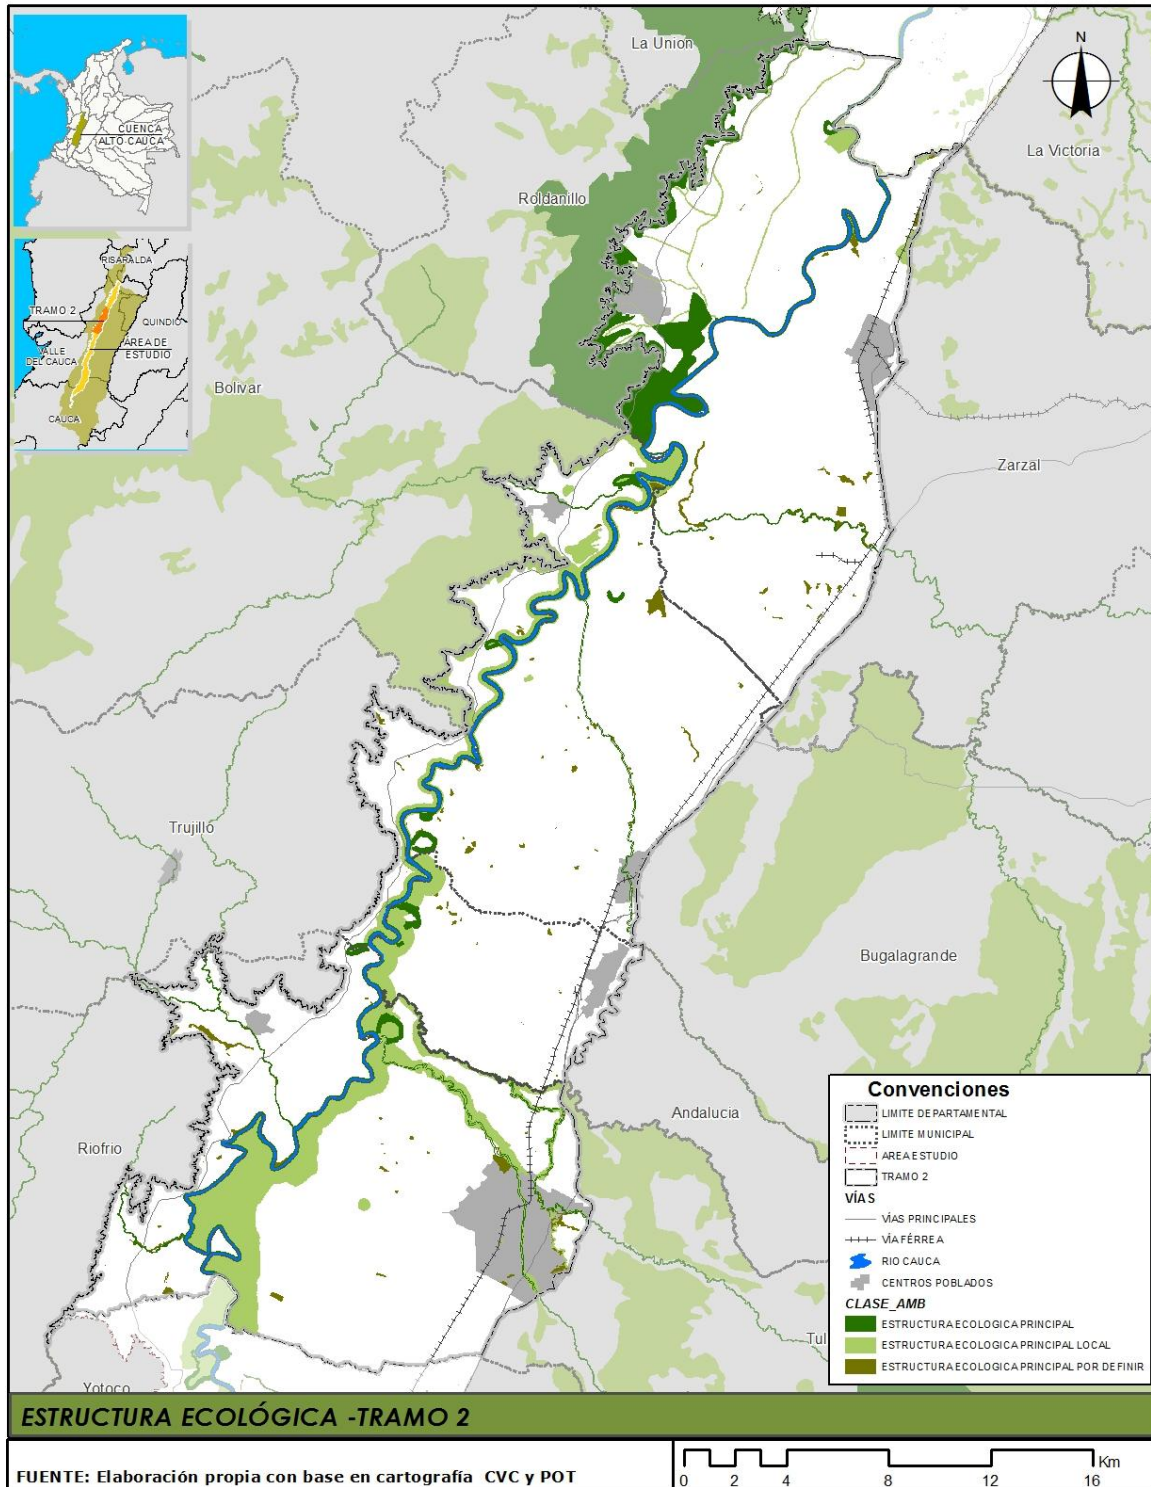 La Union
N
La Victoria
CUENCA
ALTO CAUCA
Roldanillo
RISARALDA
TRAMO 2
QUINDIO
AREA DE
ESTUDIO
VALLE
DEL CAUCA
CAUCA
Bolivar
Zarzal
Trujillo
Bugalagrande
Andalucia
Riofrio
Tul
Yotoco
Convenciones
LIMITE DEPARTAMENTAL
LIMITE MUNICIPAL
AREA ESTUDIO
TRAMO 2
VÍAS
VÍAS PRINCIPALES
VÍA FÉRREA
RIO CAUCA
CENTROS POBLADOS
CLASE_AMB
ESTRUCTURA ECOLOGICA PRINCIPAL
ESTRUCTURA ECOLOGICA PRINCIPAL LOCAL
ESTRUCTURA ECOLOGICA PRINCIPAL POR DEFINIR
ESTRUCTURA ECOLÓGICA -TRAMO 2
FUENTE: Elaboración propia con base en cartografía CVC y POT
0 2 4 8 12 16 Km